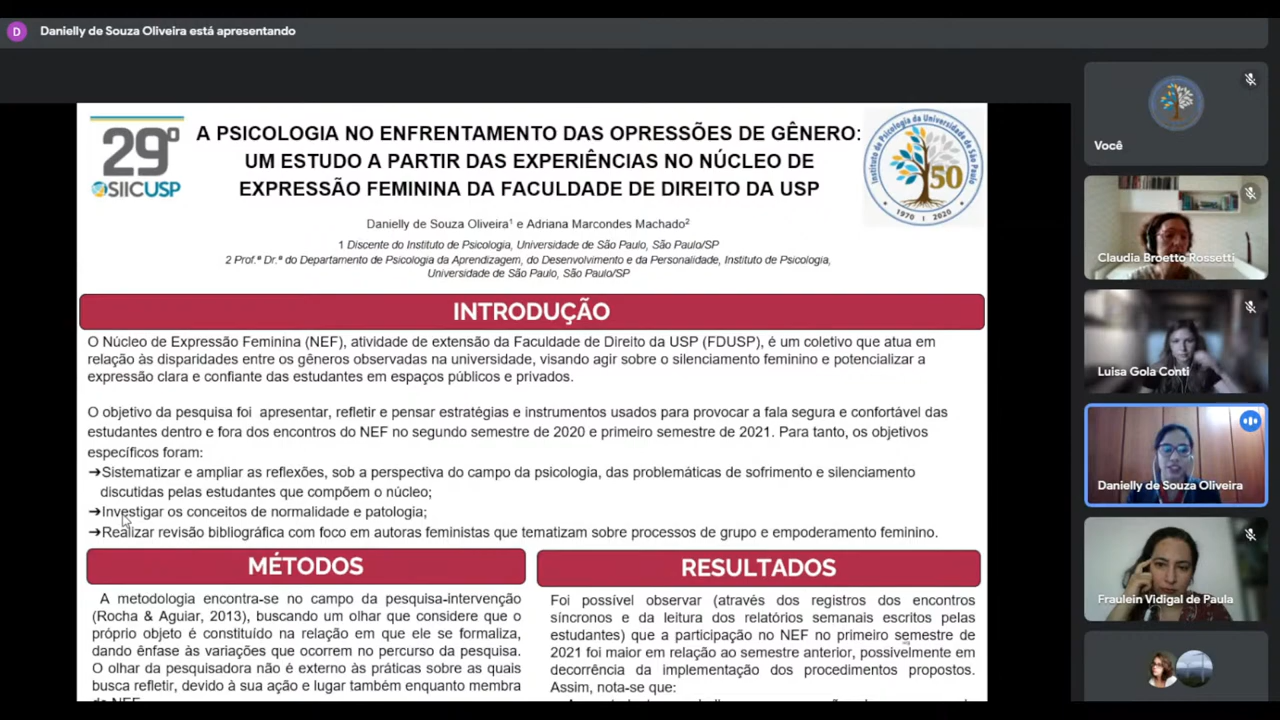 D
Danielly de Souza Oliveira está apresentando
29º
SIICUSP
A PSICOLOGIA NO ENFRENTAMENTO DAS OPRESSÕES DE GÊNERO:
UM ESTUDO A PARTIR DAS EXPERIÊNCIAS NO NÚCLEO DE
EXPRESSÃO FEMININA DA FACULDADE DE DIREITO DA USP
Instituto de Psicologia da Universidade de São Paulo
50
1970 | 2020
Danielly de Souza Oliveira¹ e Adriana Marcondes Machado²
1 Discente do Instituto de Psicologia, Universidade de São Paulo, São Paulo/SP
2 Prof.ª Dr.ª do Departamento de Psicologia da Aprendizagem, do Desenvolvimento e da Personalidade, Instituto de Psicologia,
Universidade de São Paulo, São Paulo/SP
INTRODUÇÃO
O Núcleo de Expressão Feminina (NEF), atividade de extensão da Faculdade de Direito da USP (FDUSP), é um coletivo que atua em
relação às disparidades entre os gêneros observadas na universidade, visando agir sobre o silenciamento feminino e potencializar a
expressão clara e confiante das estudantes em espaços públicos e privados.
O objetivo da pesquisa foi apresentar, refletir e pensar estratégias e instrumentos usados para provocar a fala segura e confortável das
estudantes dentro e fora dos encontros do NEF no segundo semestre de 2020 e primeiro semestre de 2021. Para tanto, os objetivos
específicos foram:
➔Sistematizar e ampliar as reflexões, sob a perspectiva do campo da psicologia, das problemáticas de sofrimento e silenciamento
discutidas pelas estudantes que compõem o núcleo;
➔Investigar os conceitos de normalidade e patologia;
➔Realizar revisão bibliográfica com foco em autoras feministas que tematizam sobre processos de grupo e empoderamento feminino.
MÉTODOS
A metodologia encontra-se no campo da pesquisa-intervenção
(Rocha & Aguiar, 2013), buscando um olhar que considere que o
próprio objeto é constituído na relação em que ele se formaliza,
dando ênfase às variações que ocorrem no percurso da pesquisa.
O olhar da pesquisadora não é externo às práticas sobre as quais
busca refletir, devido à sua ação e lugar também enquanto membra
do NEF.
RESULTADOS
Foi possível observar (através dos registros dos encontros
síncronos e da leitura dos relatórios semanais escritos pelas
estudantes) que a participação no NEF no primeiro semestre de
2021 foi maior em relação ao semestre anterior, possivelmente em
decorrência da implementação dos procedimentos propostos.
Assim, nota-se que:
Você
Claudia Broetto Rossetti
Luisa Gola Conti
Danielly de Souza Oliveira
Fraulein Vidigal de Paula